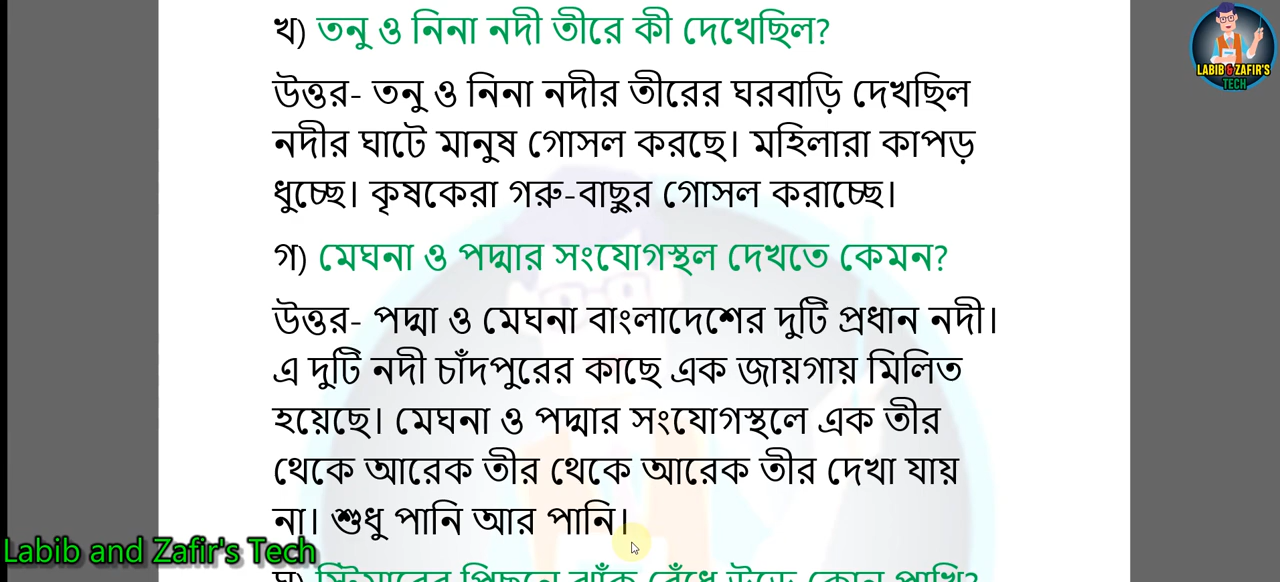 খ) তনু ও নিনা নদী তীরে কী দেখেছিল?
উত্তর- তনু ও নিনা নদীর তীরের ঘরবাড়ি দেখছিল
নদীর ঘাটে মানুষ গোসল করছে। মহিলারা কাপড়
ধুচ্ছে। কৃষকেরা গরু-বাছুর গোসল করাচ্ছে।
গ) মেঘনা ও পদ্মার সংযোগস্থল দেখতে কেমন?
উত্তর- পদ্মা ও মেঘনা বাংলাদেশের দুটি প্রধান নদী।
এ দুটি নদী চাঁদপুরের কাছে এক জায়গায় মিলিত
হয়েছে। মেঘনা ও পদ্মার সংযোগস্থলে এক তীর
থেকে আরেক তীর থেকে আরেক তীর দেখা যায়
না। শুধু পানি আর পানি।
ঘ) স্টিমারের পিছনে ঝাঁক বেঁধে উড়ে কোন পাখি?
LABIB & ZAFIR'S
TECH
Labib and Zafir's Tech